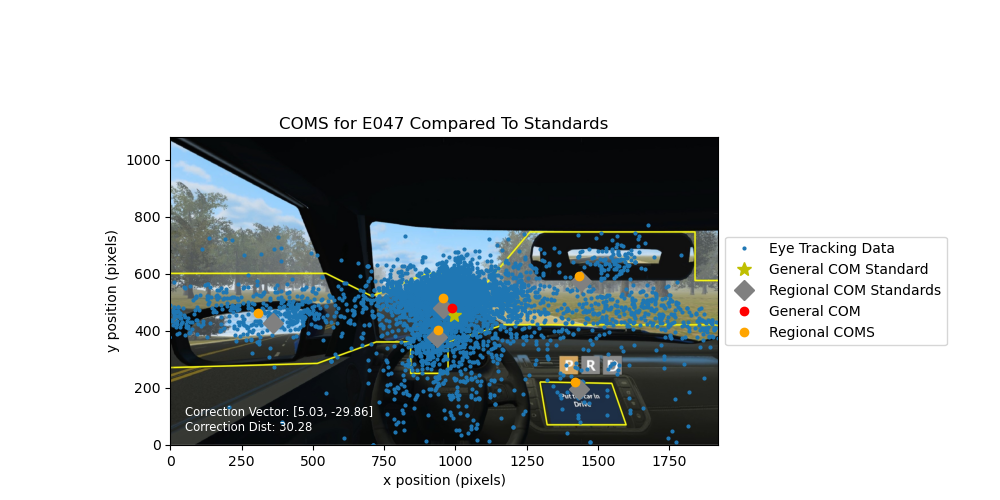 COMS for E047 Compared To Standards
1000
800
600
400
200
0
y position (pixels)
P R D
Drive
Correction Vector: [5.03, -29.86]
Correction Dist: 30.28
0 250 500 750 1000 1250 1500 1750
x position (pixels)
Eye Tracking Data
General COM Standard
Regional COM Standards
General COM
Regional COMS